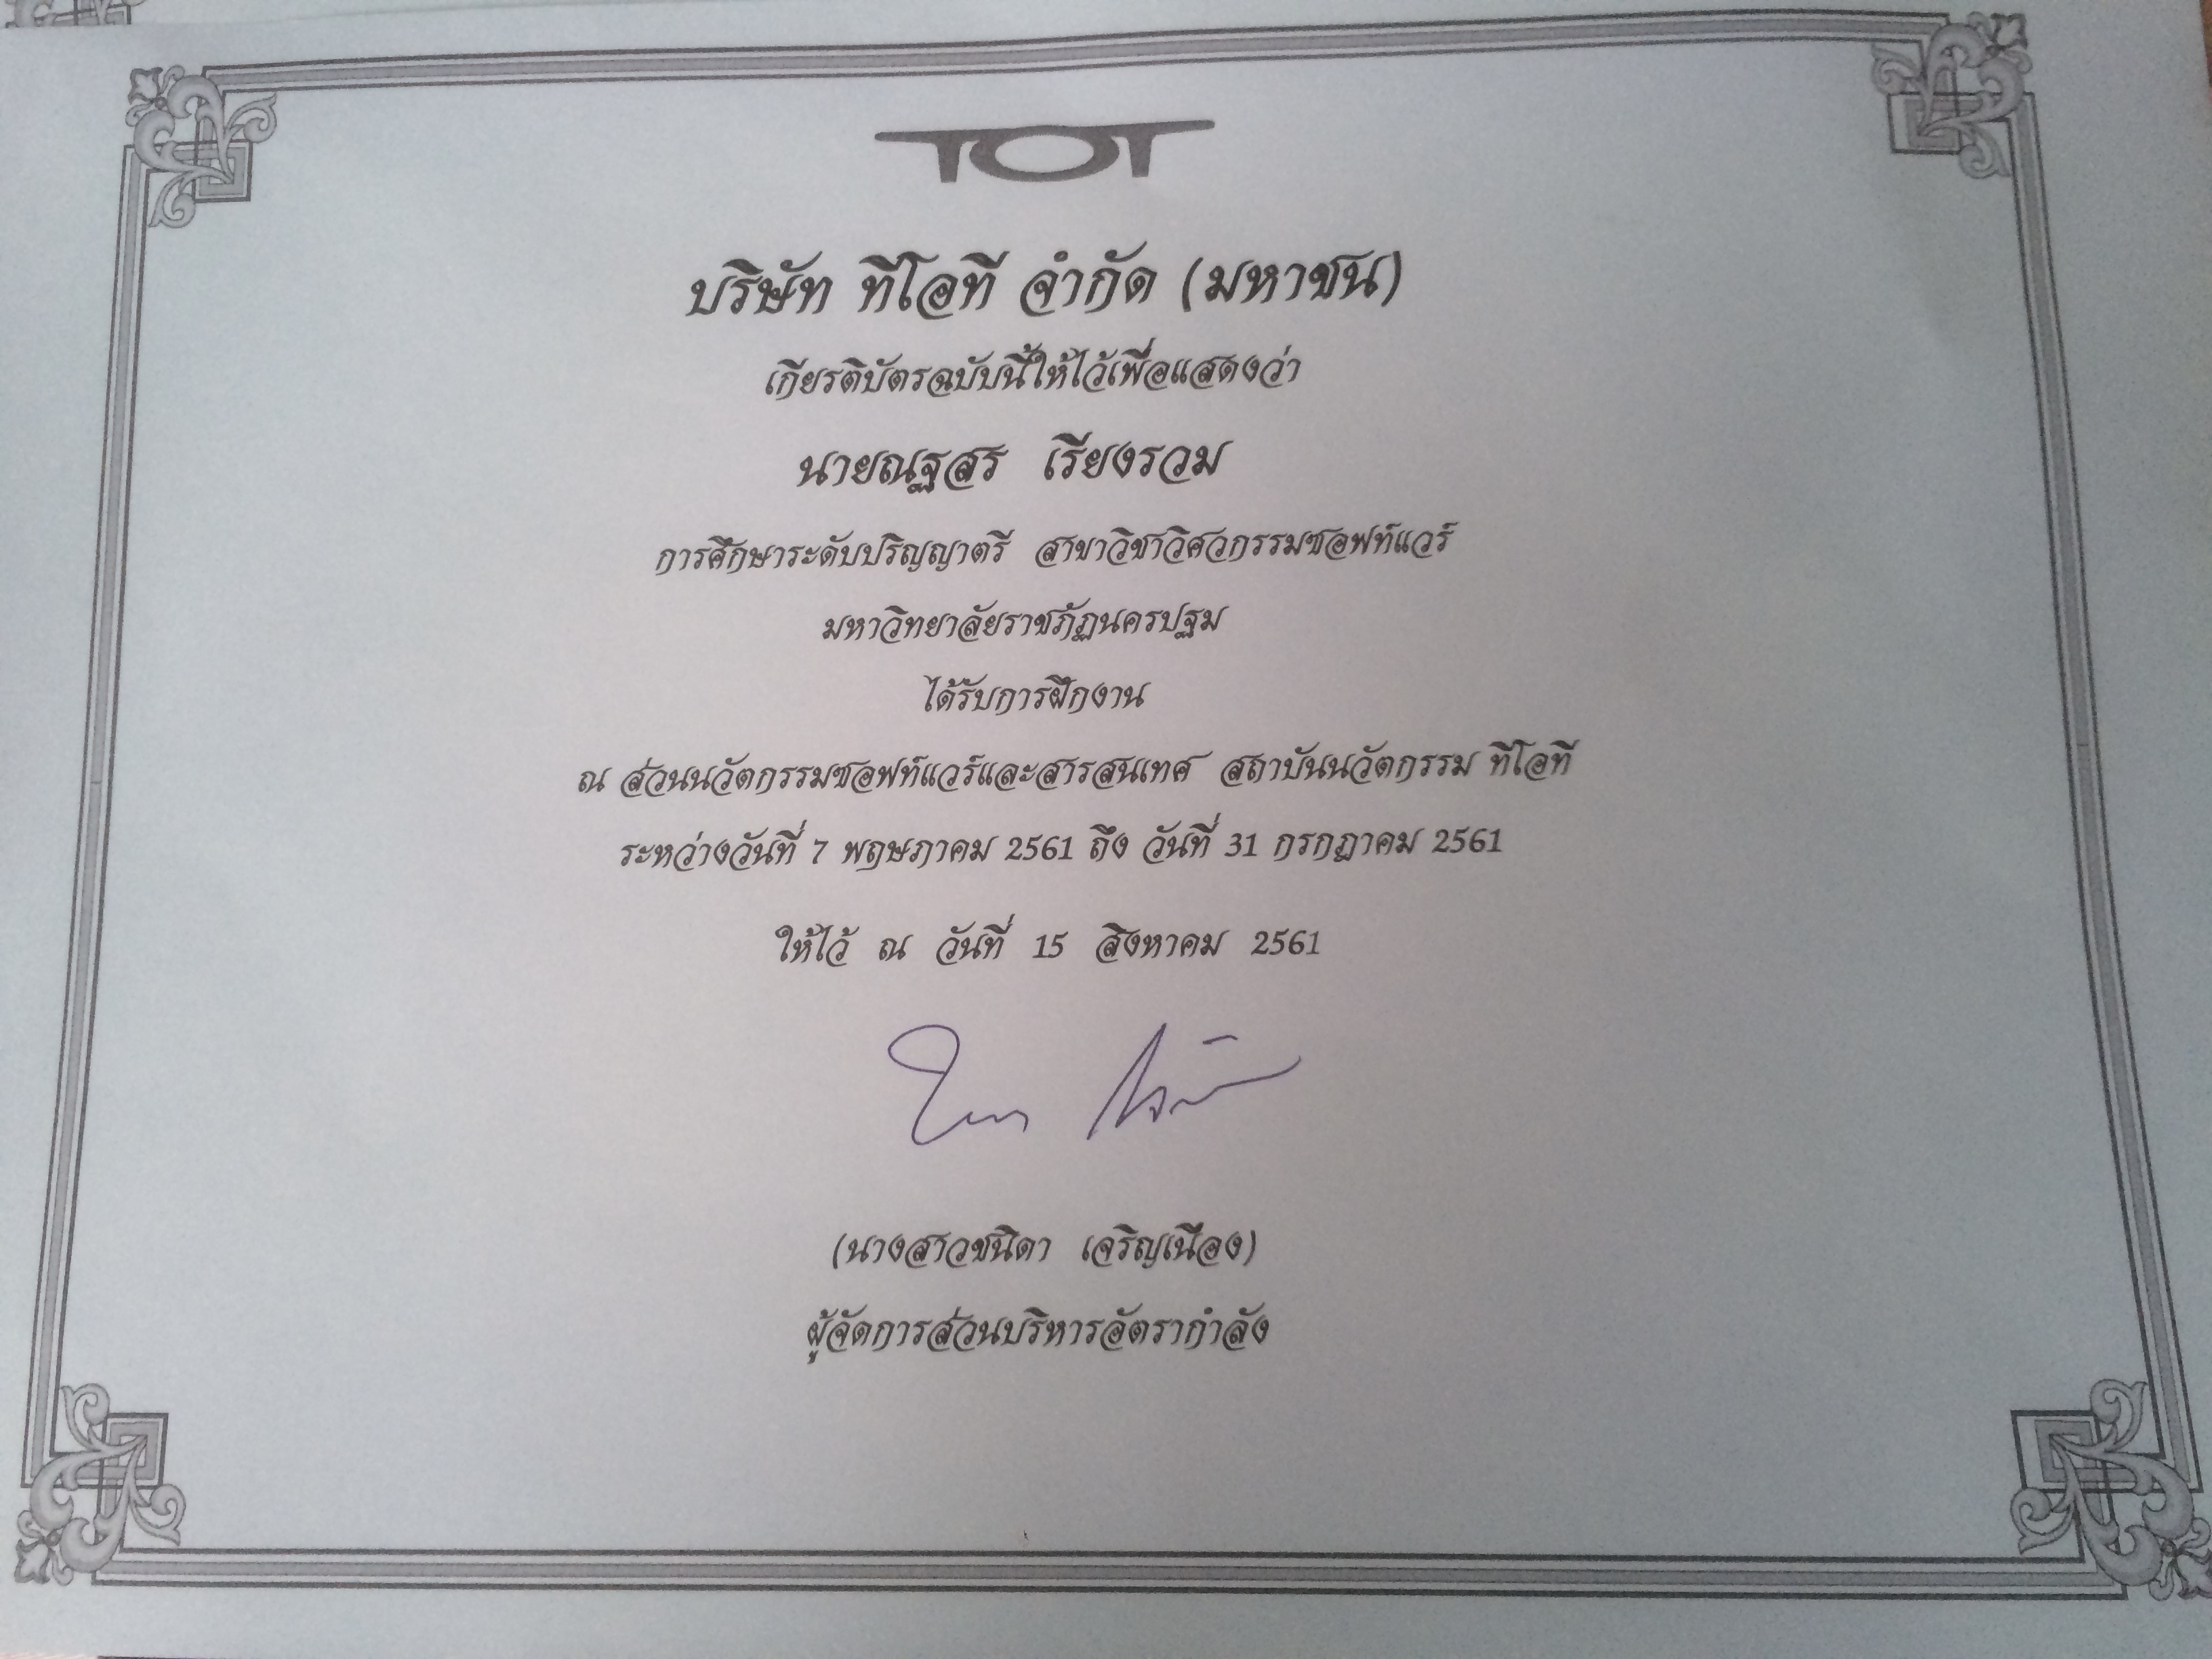 TOT
บริษัท ทีโอที จำกัด (มหาชน)
เกียรติบัตรฉบับนี้ให้ไว้เพื่อแสดงว่า
นายณฐสร เรียงรวม
การศึกษาระดับปริญญาตรี สาขาวิชาวิศวกรรมซอฟท์แวร์
มหาวิทยาลัยราชภัฏนครปฐม
ได้รับการฝึกงาน
ณ ส่วนนวัตกรรมซอฟท์แวร์และสารสนเทศ สถาบันนวัตกรรม ทีโอที
ระหว่างวันที่ 7 พฤษภาคม 2561 ถึง วันที่ 31 กรกฎาคม 2561
ให้ไว้ ณ วันที่ 15 สิงหาคม 2561
(นางสาวชนิดา เจริญเนือง)
ผู้จัดการส่วนบริหารอัตรากำลัง